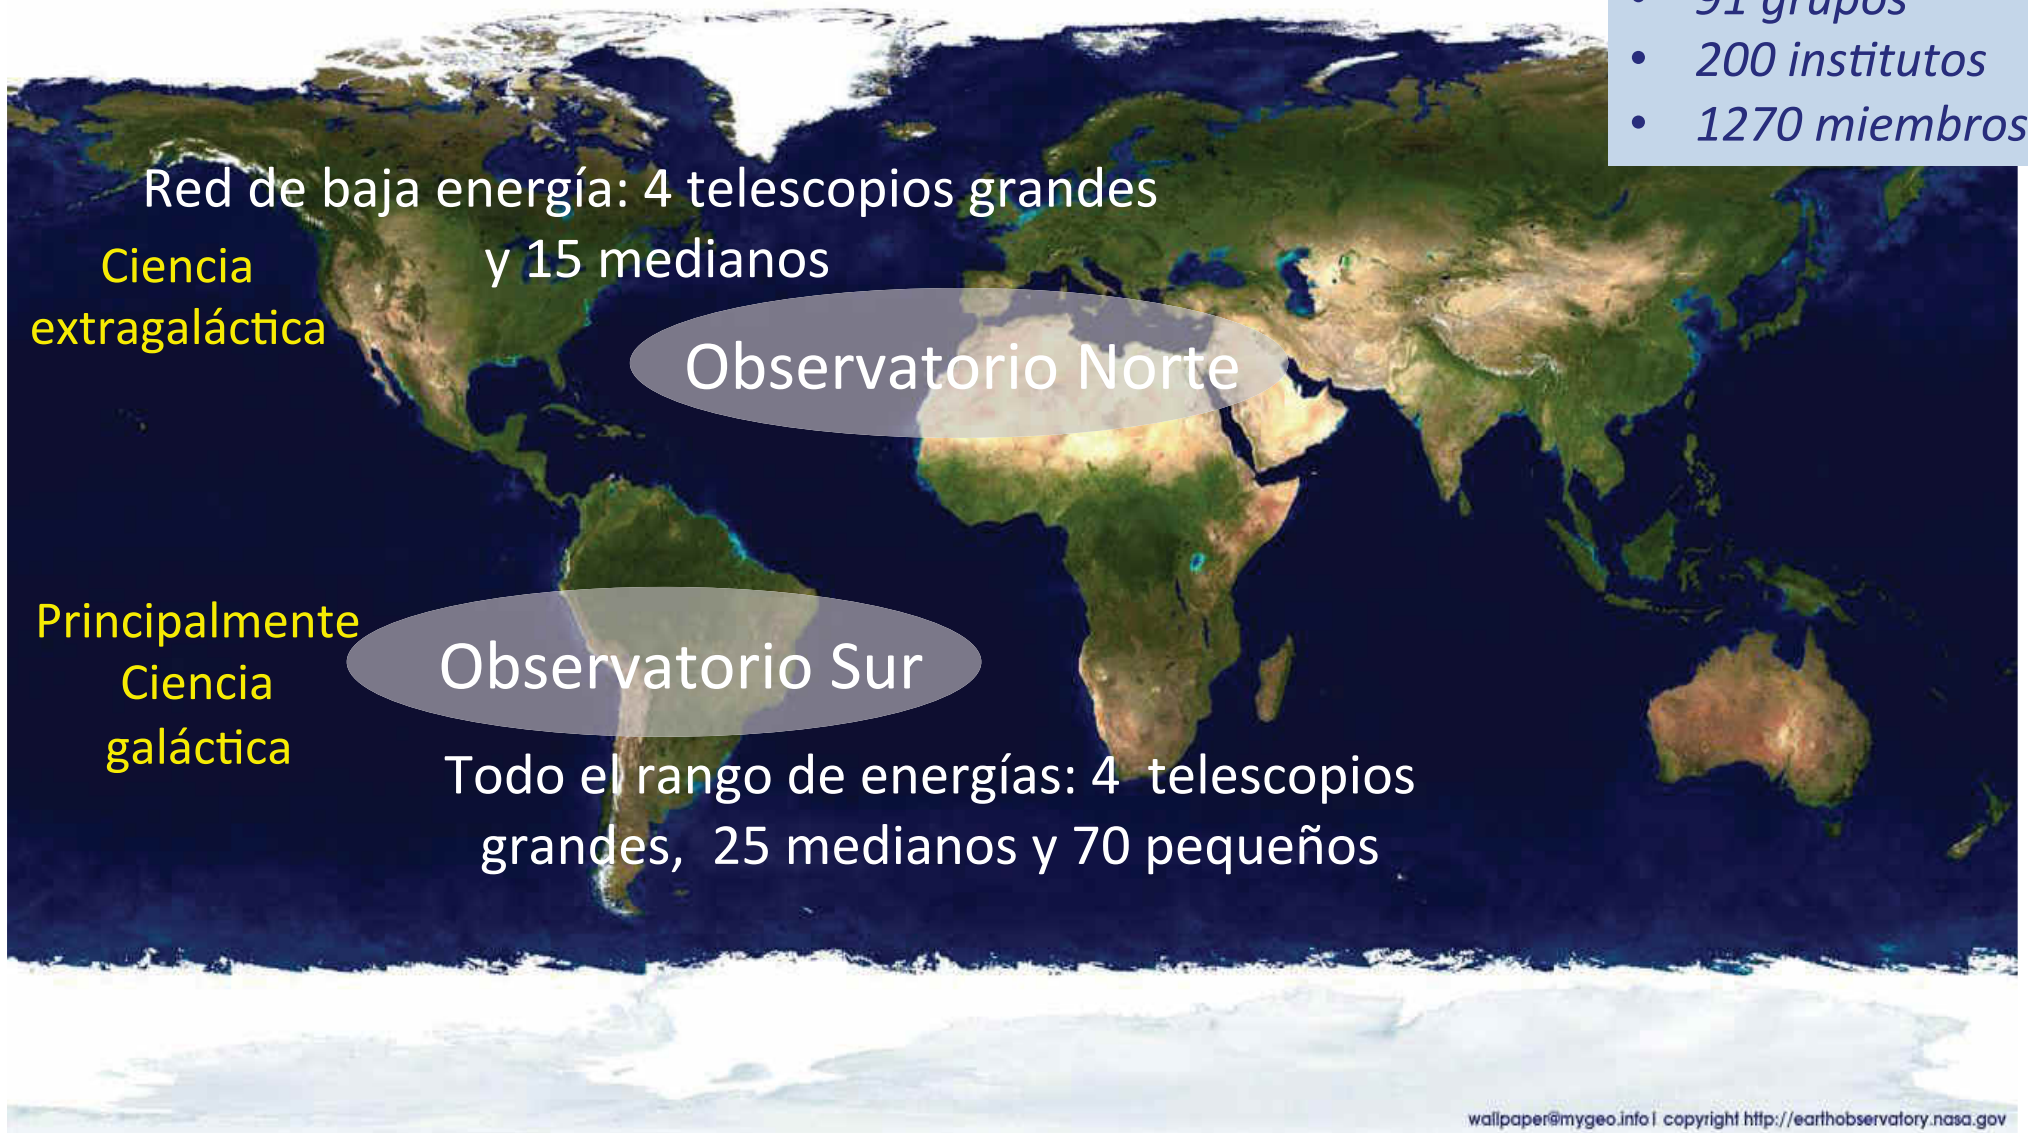 • 91 grupos
• 200 institutos
• 1270 miembros
Red de baja energía: 4 telescopios grandes
y 15 medianos
Ciencia
extragaláctica
Observatorio Norte
Principalmente
Ciencia
galáctica
Observatorio Sur
Todo el rango de energías: 4 telescopios
grandes, 25 medianos y 70 pequeños
wallpaper@mygeo.info| copyright http://earthobservatory.nasa.gov